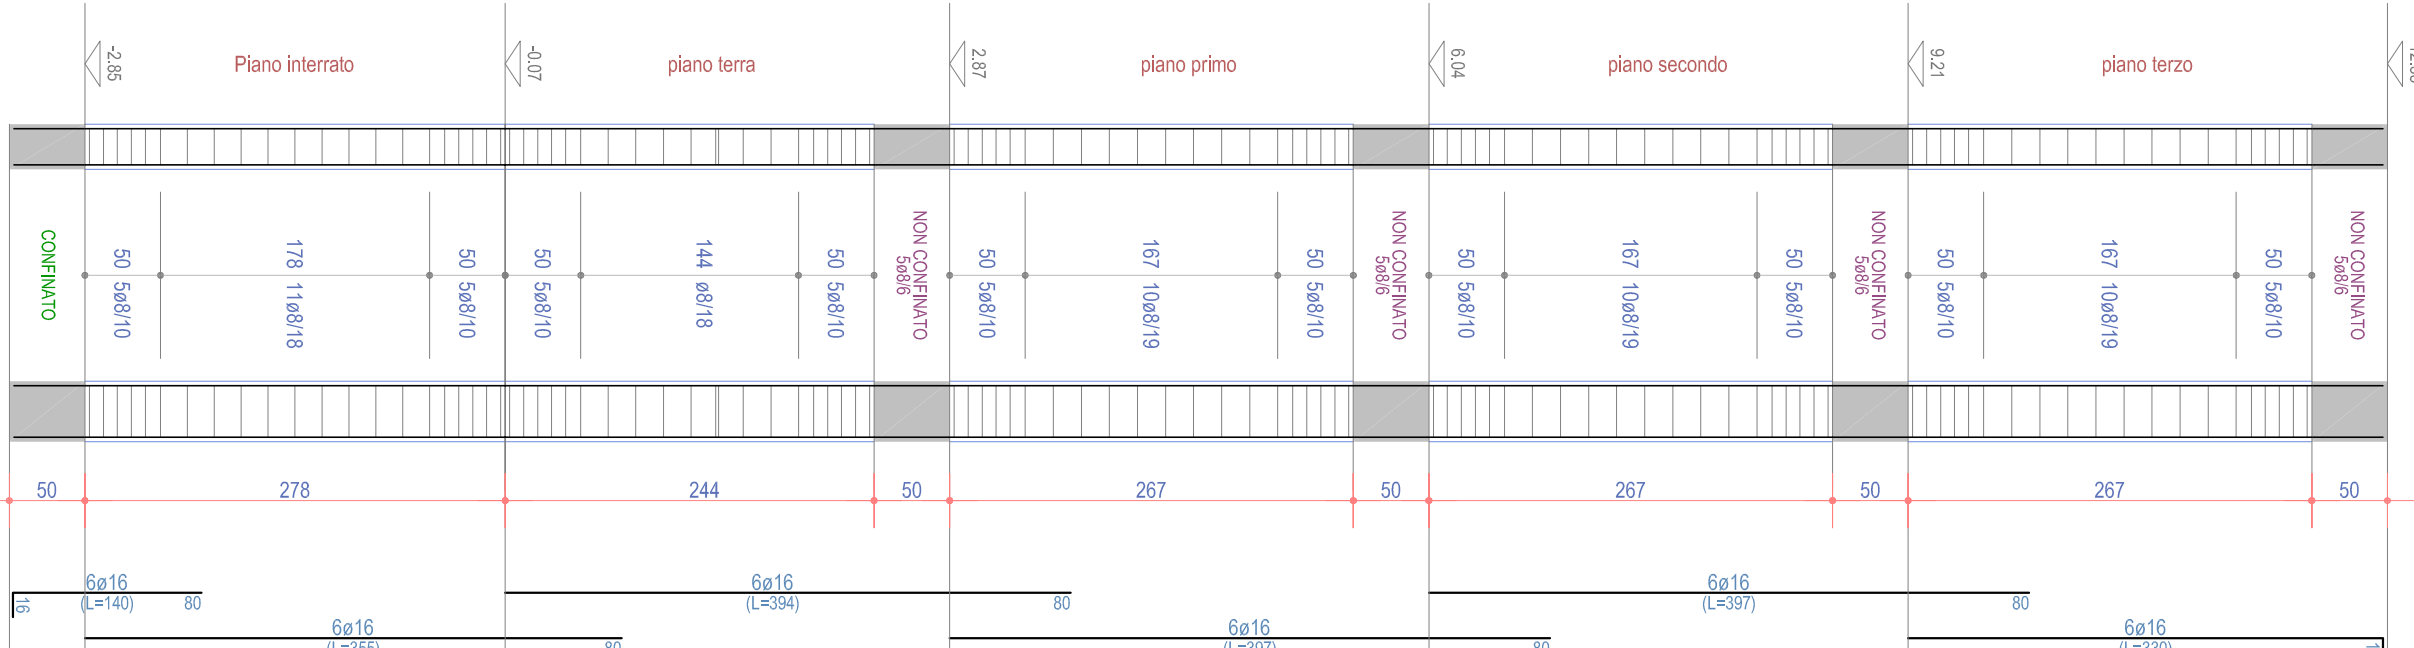 -2.85
Piano interrato
-0.07
piano terra
2.87
piano primo
6.04
piano secondo
9.21
piano terzo
CONFINATO
50 5ø8/10
178 11ø8/18
50 5ø8/10
50 5ø8/10
144 ø8/18
50 5ø8/10
NON CONFINATO
5ø8/6
50 5ø8/10
167 10ø8/19
50 5ø8/10
NON CONFINATO
5ø8/6
50 5ø8/10
167 10ø8/19
50 5ø8/10
NON CONFINATO
5ø8/6
50 5ø8/10
167 10ø8/19
50 5ø8/10
NON CONFINATO
5ø8/6
50 278 244 50 267 50 267 50 267 50
6ø16
(L=140)
80
16
6ø16
(L=394)
80
6ø16
(L=397)
80
6ø16
(L=355)
80
6ø16
(L=397)
80
6ø16
(L=330)